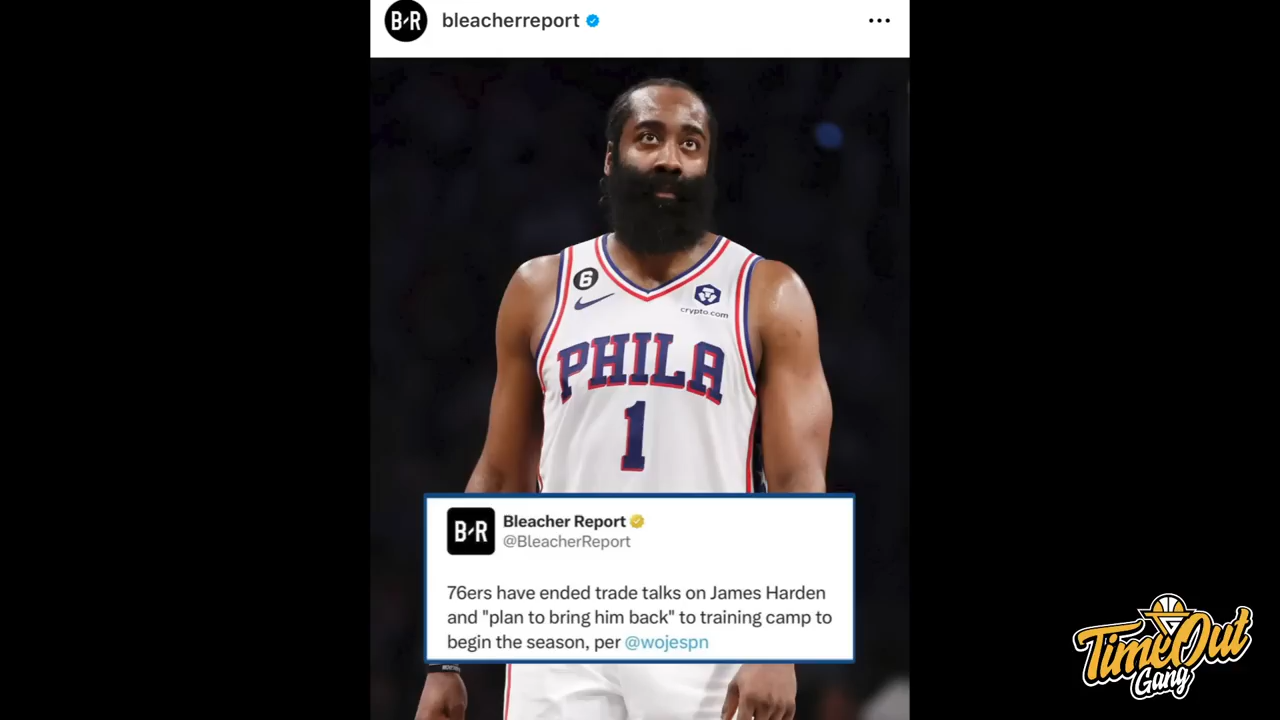 B/R bleacherreport
6
crypto.com
PHILA
1
B/R Bleacher Report
@BleacherReport
76ers have ended trade talks on James Harden
and "plan to bring him back" to training camp to
begin the season, per @wojespn
TimeOut
Gang